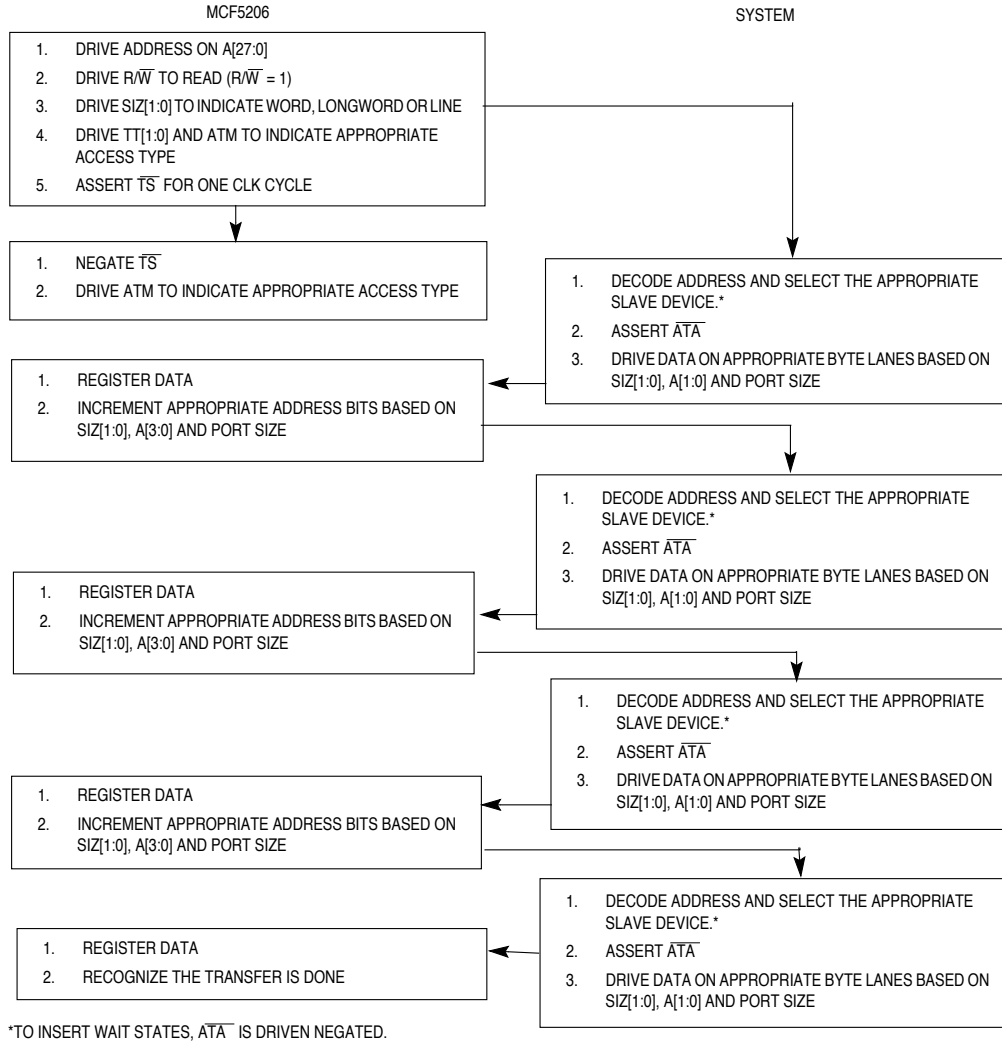 MCF5206
SYSTEM
1. DRIVE ADDRESS ON A[27:0]
2. DRIVE R/W̅ TO READ (R/W̅ = 1)
3. DRIVE SIZ[1:0] TO INDICATE WORD, LONGWORD OR LINE
4. DRIVE TT[1:0] AND ATM TO INDICATE APPROPRIATE
ACCESS TYPE
5. ASSERT T̅S̅ FOR ONE CLK CYCLE
1. NEGATE T̅S̅
2. DRIVE ATM TO INDICATE APPROPRIATE ACCESS TYPE
1. DECODE ADDRESS AND SELECT THE APPROPRIATE
SLAVE DEVICE.*
2. ASSERT A̅T̅A̅
3. DRIVE DATA ON APPROPRIATE BYTE LANES BASED ON
SIZ[1:0], A[1:0] AND PORT SIZE
1. REGISTER DATA
2. INCREMENT APPROPRIATE ADDRESS BITS BASED ON
SIZ[1:0], A[3:0] AND PORT SIZE
1. DECODE ADDRESS AND SELECT THE APPROPRIATE
SLAVE DEVICE.*
2. ASSERT A̅T̅A̅
3. DRIVE DATA ON APPROPRIATE BYTE LANES BASED ON
SIZ[1:0], A[1:0] AND PORT SIZE
1. REGISTER DATA
2. INCREMENT APPROPRIATE ADDRESS BITS BASED ON
SIZ[1:0], A[3:0] AND PORT SIZE
1. DECODE ADDRESS AND SELECT THE APPROPRIATE
SLAVE DEVICE.*
2. ASSERT A̅T̅A̅
3. DRIVE DATA ON APPROPRIATE BYTE LANES BASED ON
SIZ[1:0], A[1:0] AND PORT SIZE
1. REGISTER DATA
2. INCREMENT APPROPRIATE ADDRESS BITS BASED ON
SIZ[1:0], A[3:0] AND PORT SIZE
1. DECODE ADDRESS AND SELECT THE APPROPRIATE
SLAVE DEVICE.*
2. ASSERT A̅T̅A̅
3. DRIVE DATA ON APPROPRIATE BYTE LANES BASED ON
SIZ[1:0], A[1:0] AND PORT SIZE
1. REGISTER DATA
2. RECOGNIZE THE TRANSFER IS DONE
*TO INSERT WAIT STATES, A̅T̅A̅ IS DRIVEN NEGATED.